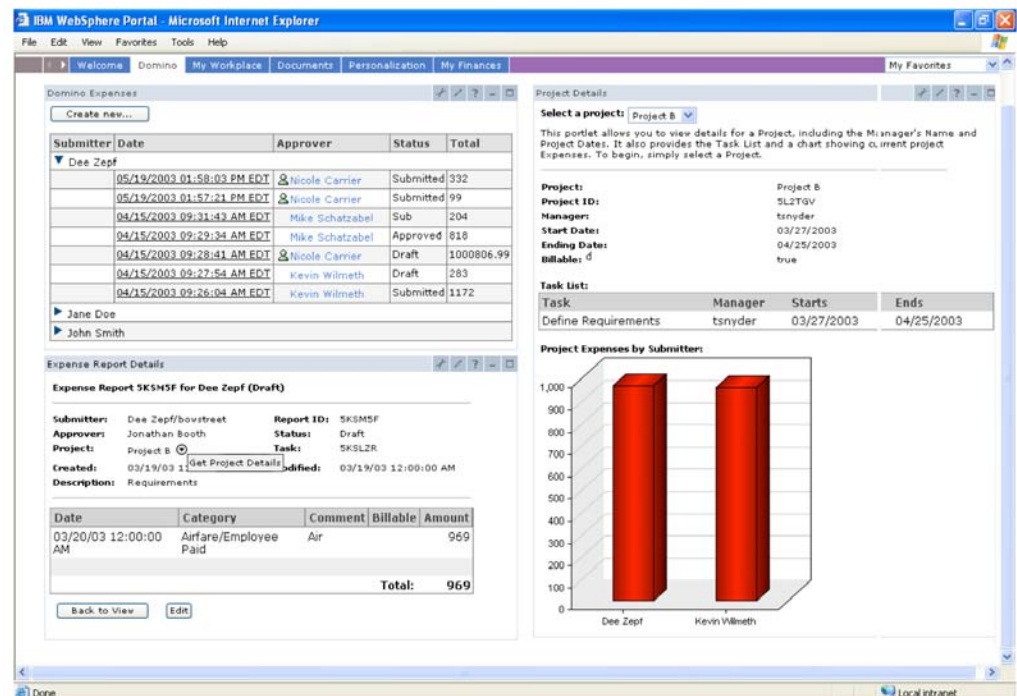 IBM WebSphere Portal - Microsoft Internet Explorer
File Edit View Favorites Tools Help
Welcome Domino My Workplace Documents Personalization My Finances My Favorites
Domino Expenses
Create new...
Submitter Date Approver Status Total
Dee Zepf
05/19/2003 01:58:03 PM EDT Nicole Carrier Submitted 332
05/19/2003 01:57:21 PM EDT Nicole Carrier Submitted 99
04/15/2003 09:31:43 AM EDT Mike Schatzabel Sub 204
04/15/2003 09:29:34 AM EDT Mike Schatzabel Approved 818
04/15/2003 09:28:41 AM EDT Nicole Carrier Draft 1000806.99
04/15/2003 09:27:54 AM EDT Kevin Wilmeth Draft 283
04/15/2003 09:26:04 AM EDT Kevin Wilmeth Submitted 1172
Jane Doe
John Smith
Expense Report Details
Expense Report 5KSM5F for Dee Zepf (Draft)
Submitter: Dee Zepf/bowstreet Report ID: 5KSM5F
Approver: Jonathan Booth Status: Draft
Project: Project B Task: 5KSLZR
Get Project Details
Created: 03/19/03 1 odified: 03/19/03 12:00:00 AM
Description: Requirements
Date Category Comment Billable Amount
03/20/03 12:00:00 AM Airfare/Employee Paid Air 969
Total: 969
Back to View Edit
Project Details
Select a project: Project B
This portlet allows you to view details for a Project, including the Manager's Name and
Project Dates. It also provides the Task List and a chart showing current project
Expenses. To begin, simply select a Project.
Project: Project B
Project ID: 5L2TGV
Manager: tsnyder
Start Date: 03/27/2003
Ending Date: 04/25/2003
Billable: d true
Task List:
Task Manager Starts Ends
Define Requirements tsnyder 03/27/2003 04/25/2003
Project Expenses by Submitter:
1,000
900
800
700
600
500
400
300
200
100
0
Dee Zepf Kevin Wilmeth
Done Local intranet